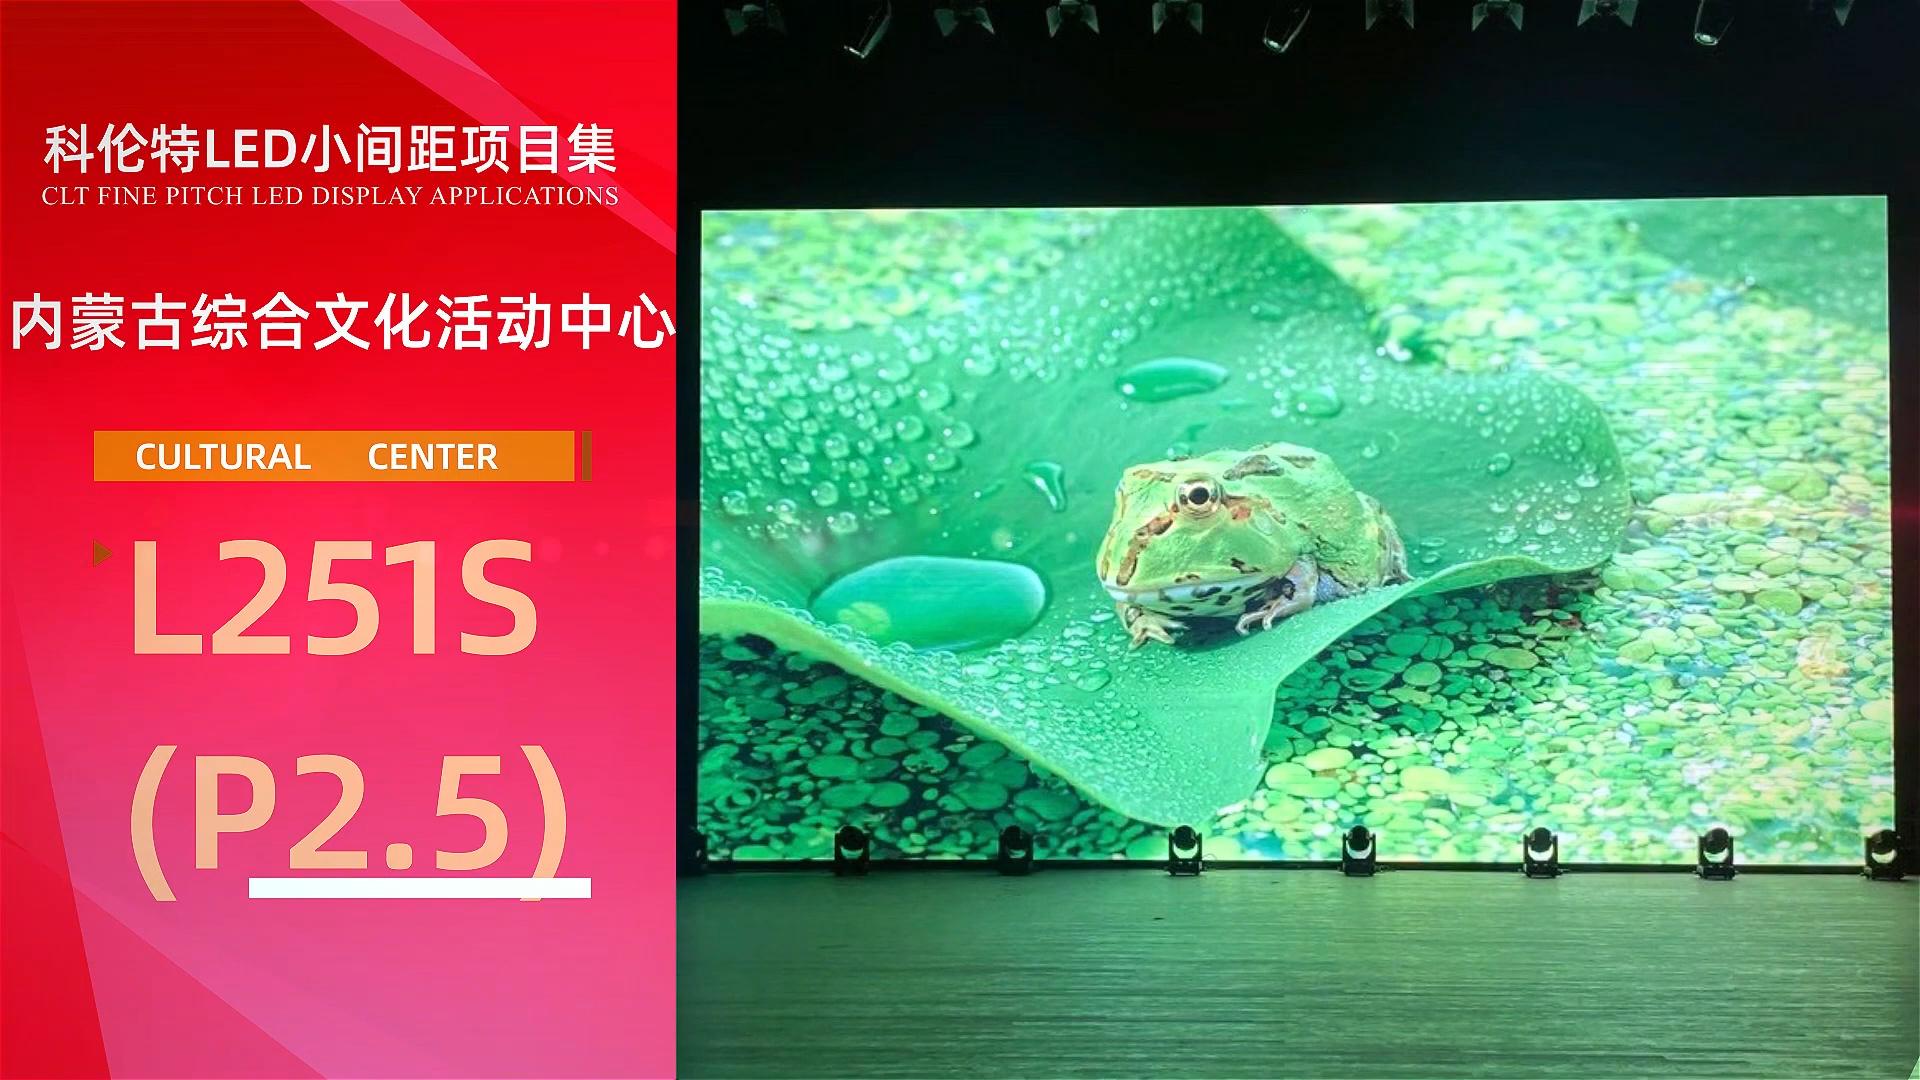 科伦特LED小间距项目集
CLT FINE PITCH LED DISPLAY APPLICATIONS
内蒙古综合文化活动中心
CULTURAL CENTER
L251S
(P2.5)